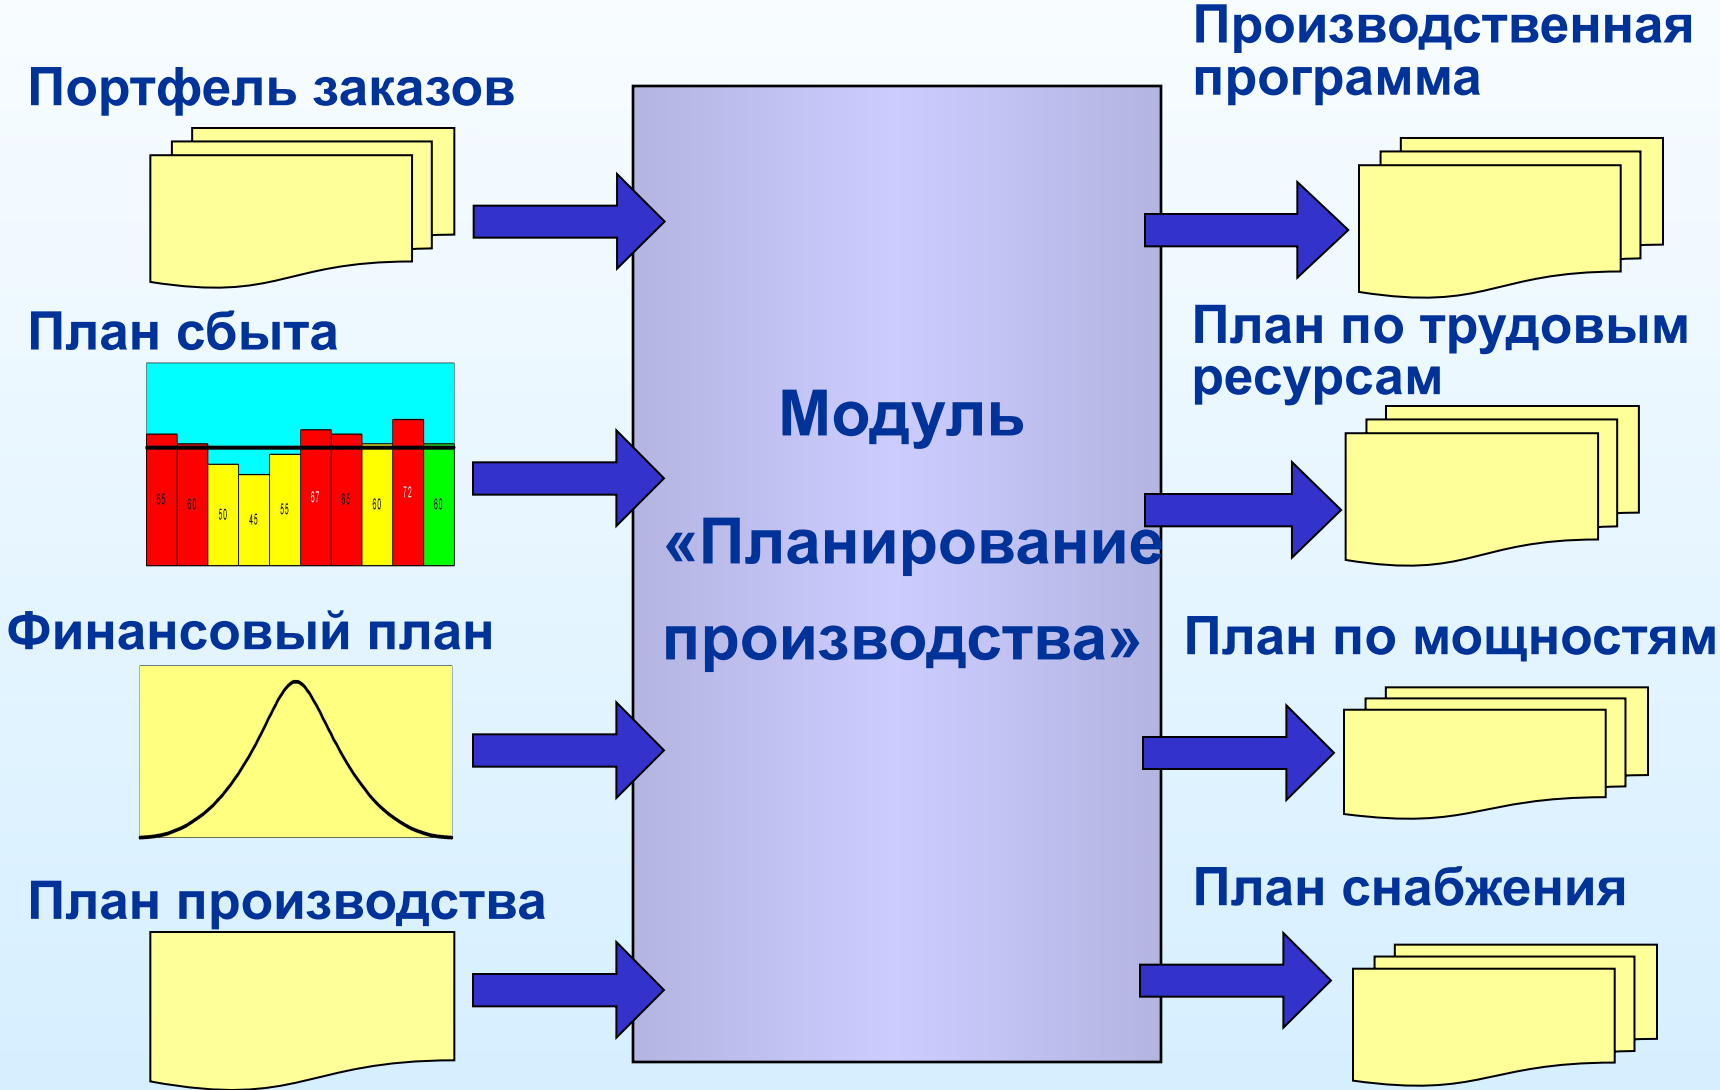 Портфель заказов
План сбыта
65 60 50 45 55 67 65 60 72 60
Финансовый план
План производства
Модуль
«Планирование
производства»
Производственная
программа
План по трудовым
ресурсам
План по мощностям
План снабжения